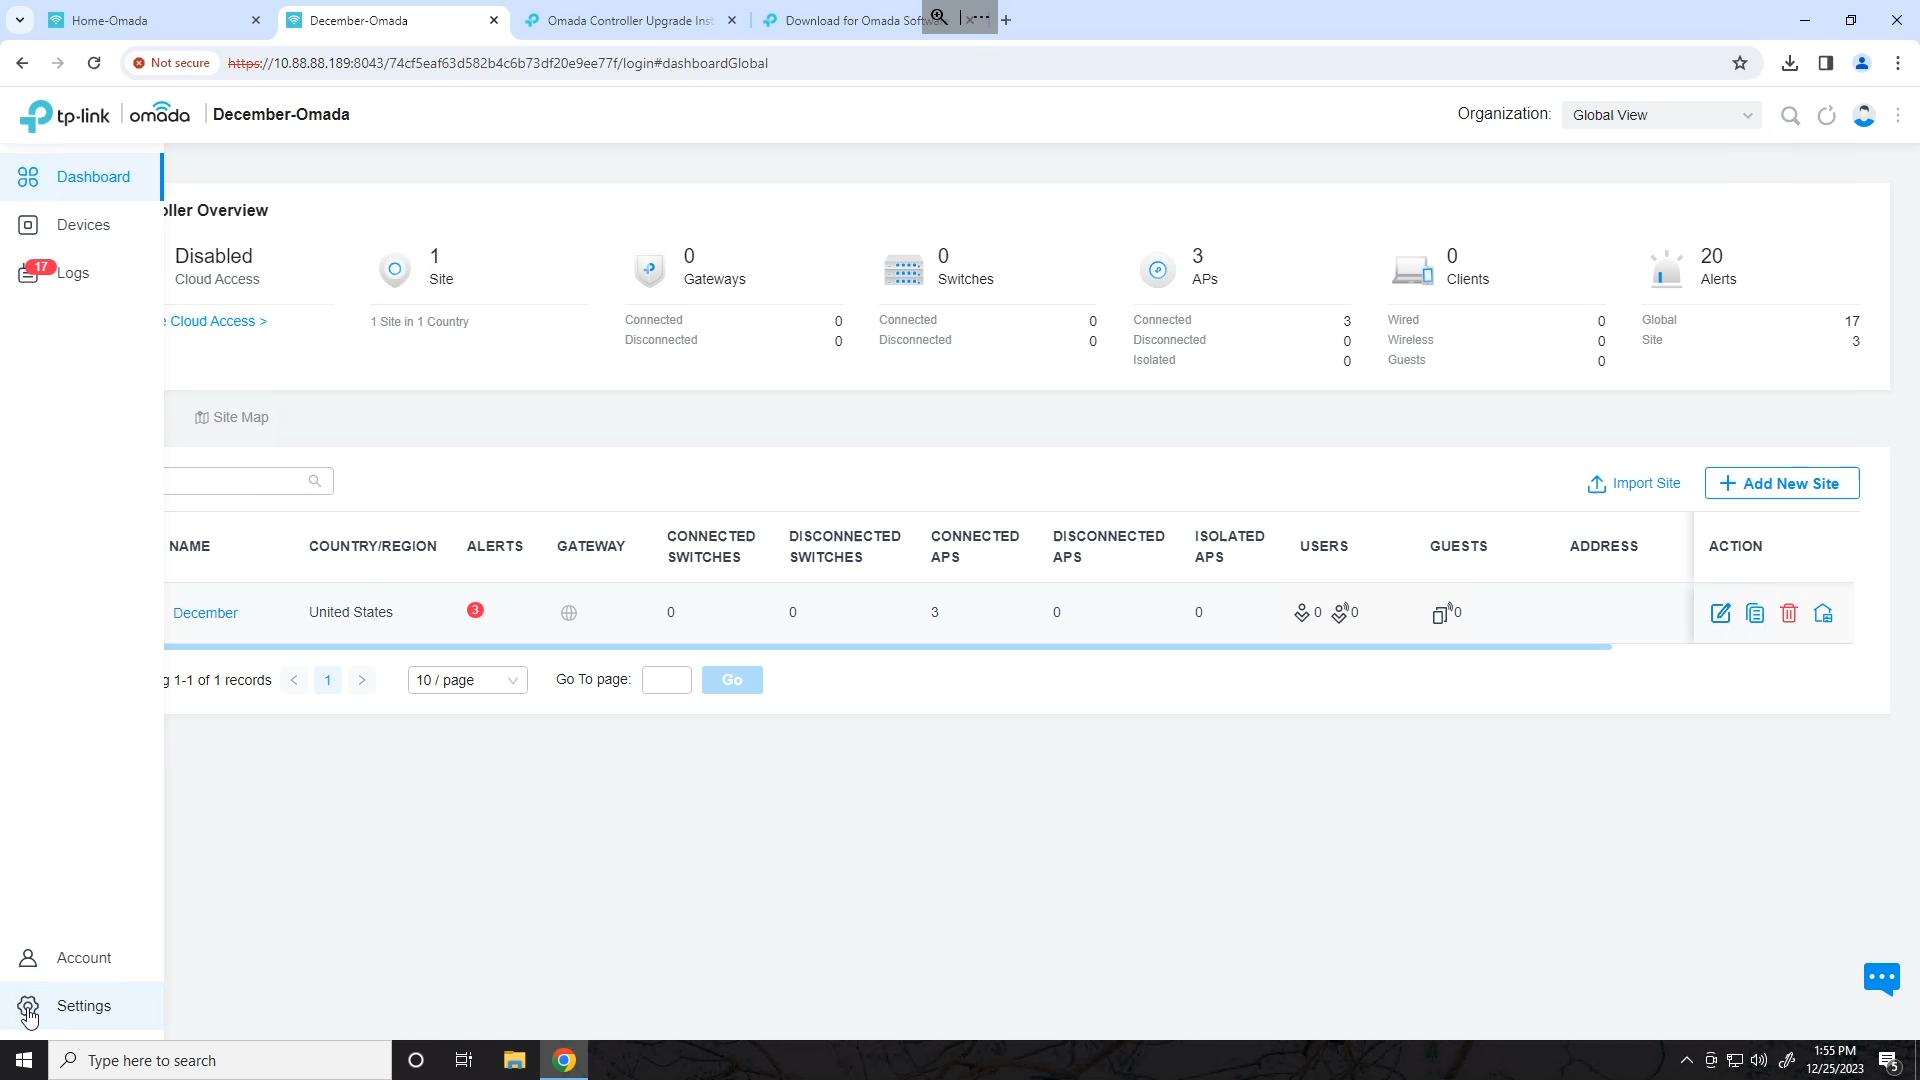 Home-Omada
December-Omada
Omada Controller Upgrade Inst
Download for Omada Softw
Not secure
https://10.88.88.189:8043/74cf5eaf63d582b4c6b73df20e9ee77f/login#dashboardGlobal
tp-link | omada | December-Omada
Organization: Global View
Dashboard
Devices
17 Logs
oller Overview
Disabled
Cloud Access
e Cloud Access >
1
Site
1 Site in 1 Country
0
Gateways
Connected 0
Disconnected 0
0
Switches
Connected 0
Disconnected 0
3
APs
Connected 3
Disconnected 0
Isolated 0
0
Clients
Wired 0
Wireless 0
Guests 0
20
Alerts
Global 17
Site 3
Site Map
Import Site
+ Add New Site
NAME COUNTRY/REGION ALERTS GATEWAY CONNECTED SWITCHES DISCONNECTED SWITCHES CONNECTED APS DISCONNECTED APS ISOLATED APS USERS GUESTS ADDRESS ACTION
December United States 3 0 0 3 0 0 0 0 0
g 1-1 of 1 records < 1 > 10 / page Go To page: Go
Account
Settings
Type here to search
1:55 PM
12/25/2023
5